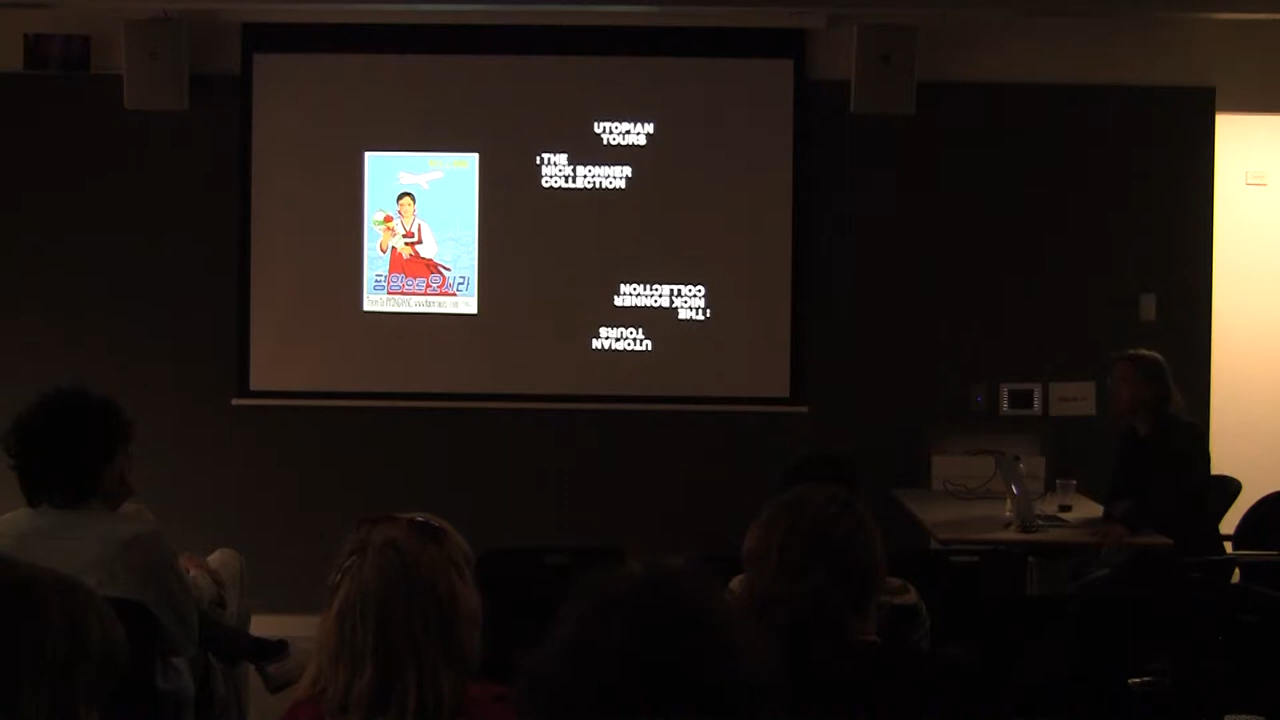 UTOPIAN
TOURS
: THE
NICK BONNER
COLLECTION
평양으로 오시라
: THE
NICK BONNER
COLLECTION
UTOPIAN
TOURS